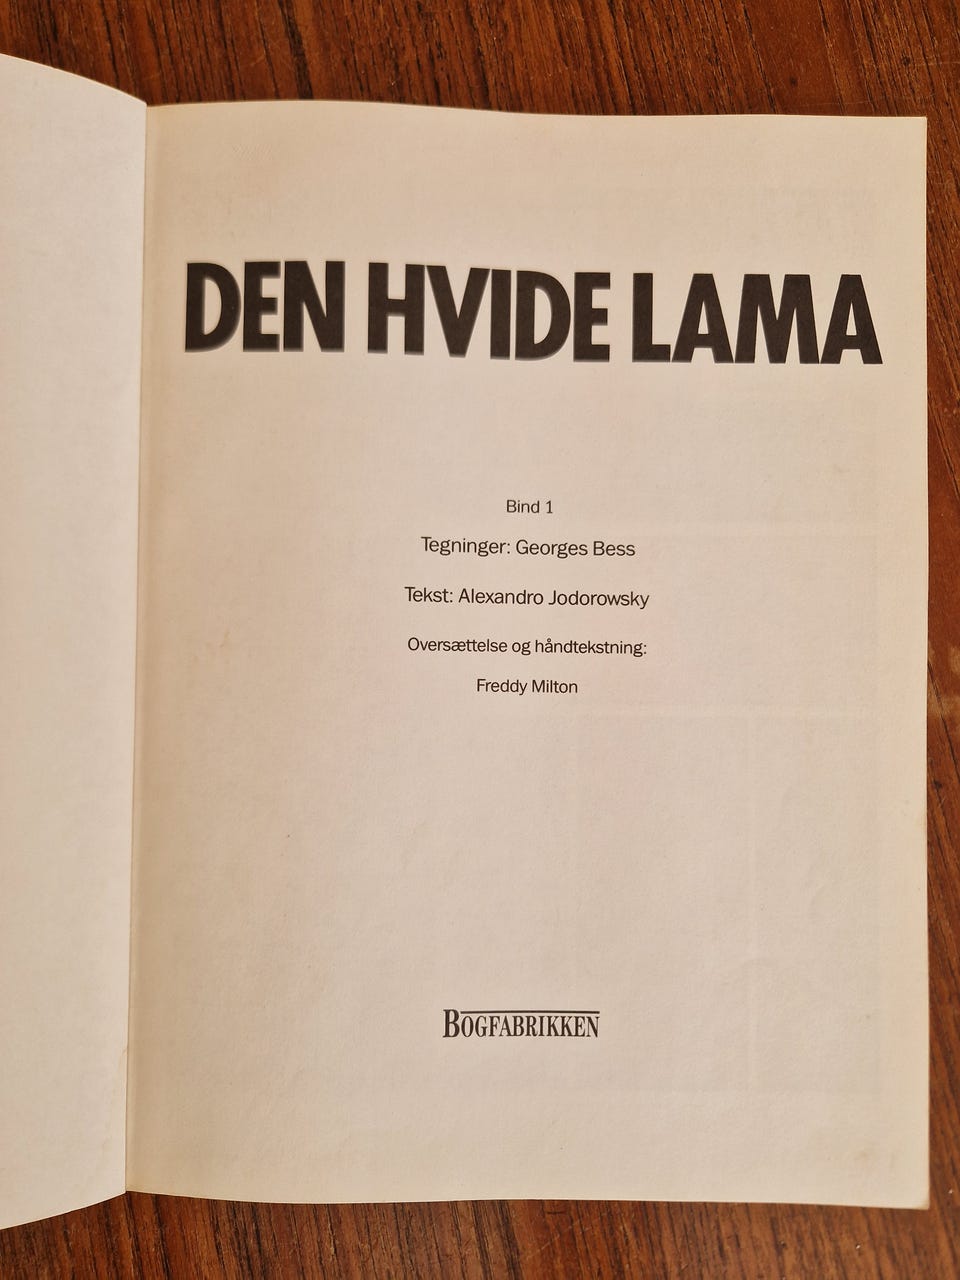 DEN HVIDE LAMA
Bind 1
Tegninger: Georges Bess
Tekst: Alexandro Jodorowsky
Oversættelse og håndtekstning:
Freddy Milton
BOGFABRIKKEN